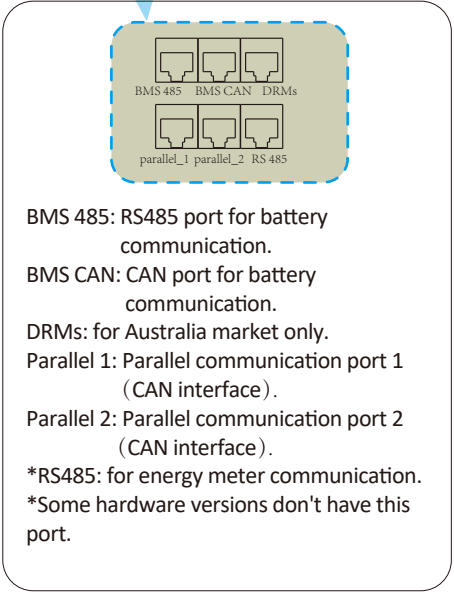 BMS 485 BMS CAN DRMs
parallel_1 parallel_2 RS 485
BMS 485: RS485 port for battery
communication.
BMS CAN: CAN port for battery
communication.
DRMs: for Australia market only.
Parallel 1: Parallel communication port 1
（CAN interface）.
Parallel 2: Parallel communication port 2
（CAN interface）.
*RS485: for energy meter communication.
*Some hardware versions don't have this
port.